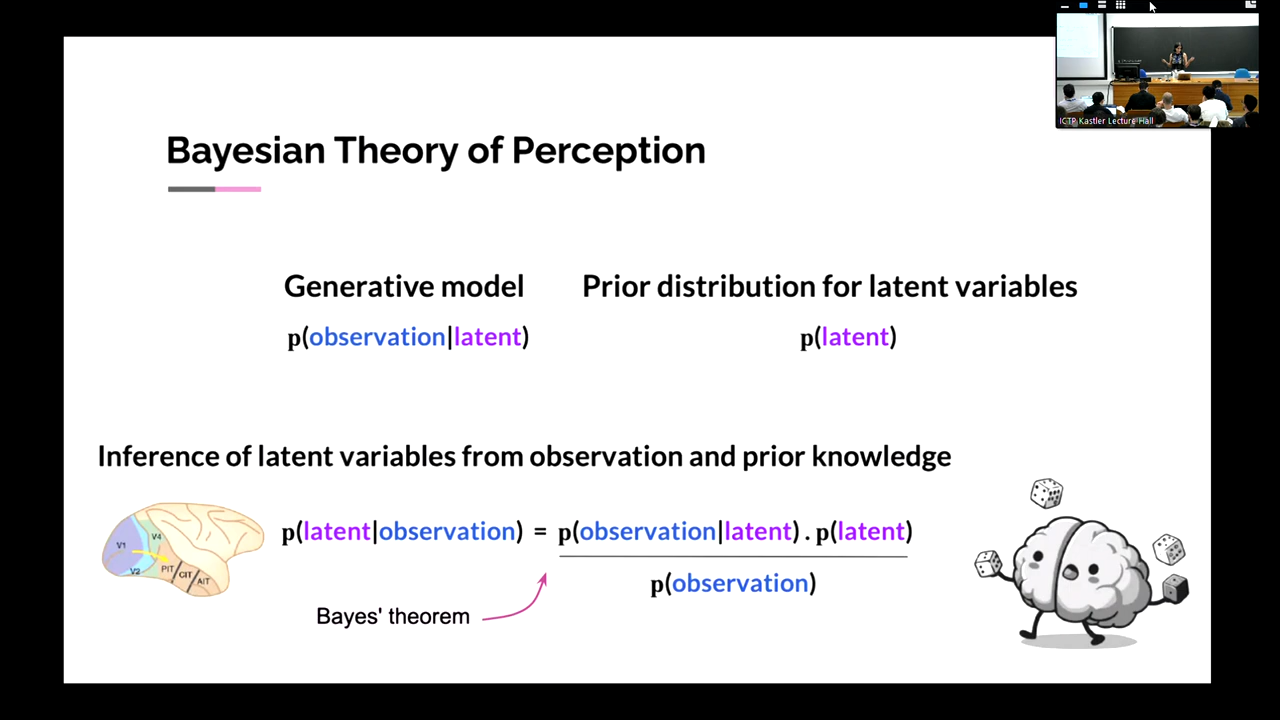 ICTP Kastler Lecture Hall
Bayesian Theory of Perception
Generative model
Prior distribution for latent variables
p(observation|latent)
p(latent)
Inference of latent variables from observation and prior knowledge
V1
V4
V2
PIT
CIT
AIT
p(latent|observation) = p(observation|latent) . p(latent)
p(observation)
Bayes' theorem